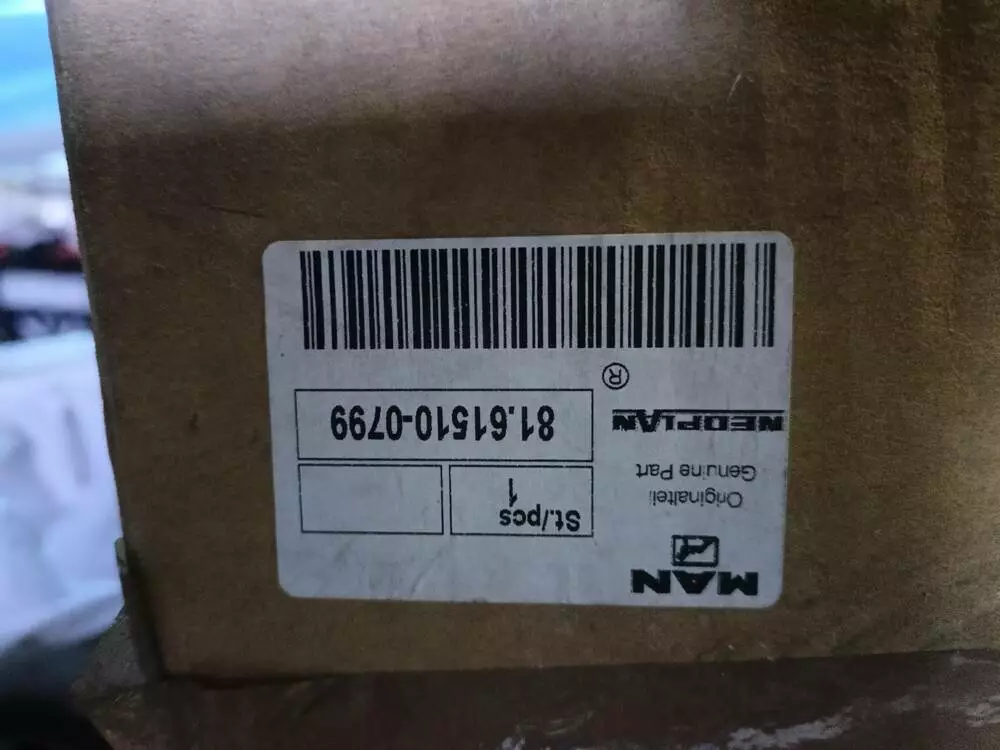 MAN
Originalteil
Genuine Part
St./pcs
1
NEOPLAN
81.61510-0799
®